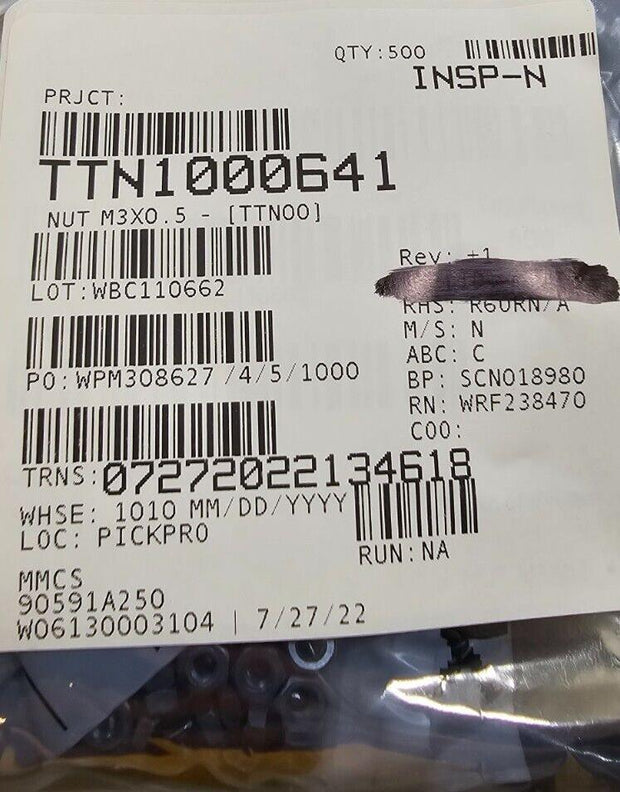 QTY:500
INSP-N
PRJCT:
TTN1000641
NUT M3X0.5 - [TTN00]
LOT:WBC110662
Rev:
RHS: R6URN/A
M/S: N
ABC: C
BP: SCN018980
RN: WRF238470
COO:
PO:WPM308627 /4/5/1000
TRNS:07272022134618
WHSE: 1010 MM/DD/YYYY
LOC: PICKPRO
RUN:NA
MMCS
90591A250
W06130003104 | 7/27/22